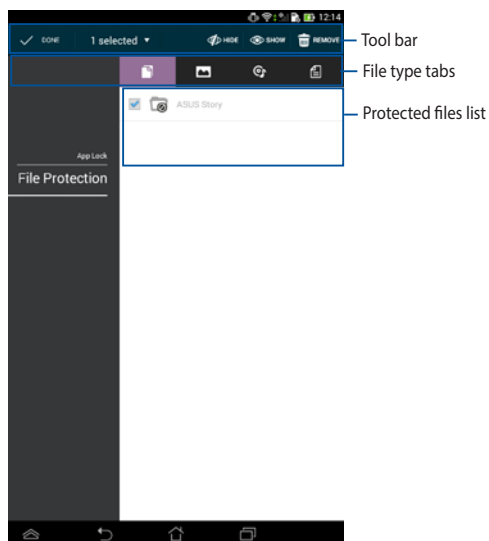 12:14
DONE 1 selected HIDE SHOW REMOVE
Tool bar
File type tabs
ASUS Story
Protected files list
App Lock
File Protection